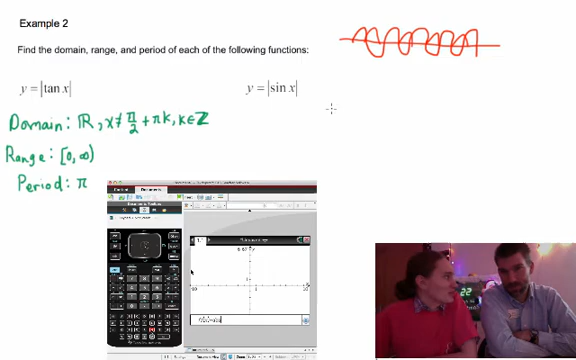 Example 2
Find the domain, range, and period of each of the following functions:
y = |tan x|
y = |sin x|
Domain: ℝ, x ≠ π/2 + πk, k ∈ ℤ
Range: [0, ∞)
Period: π
22